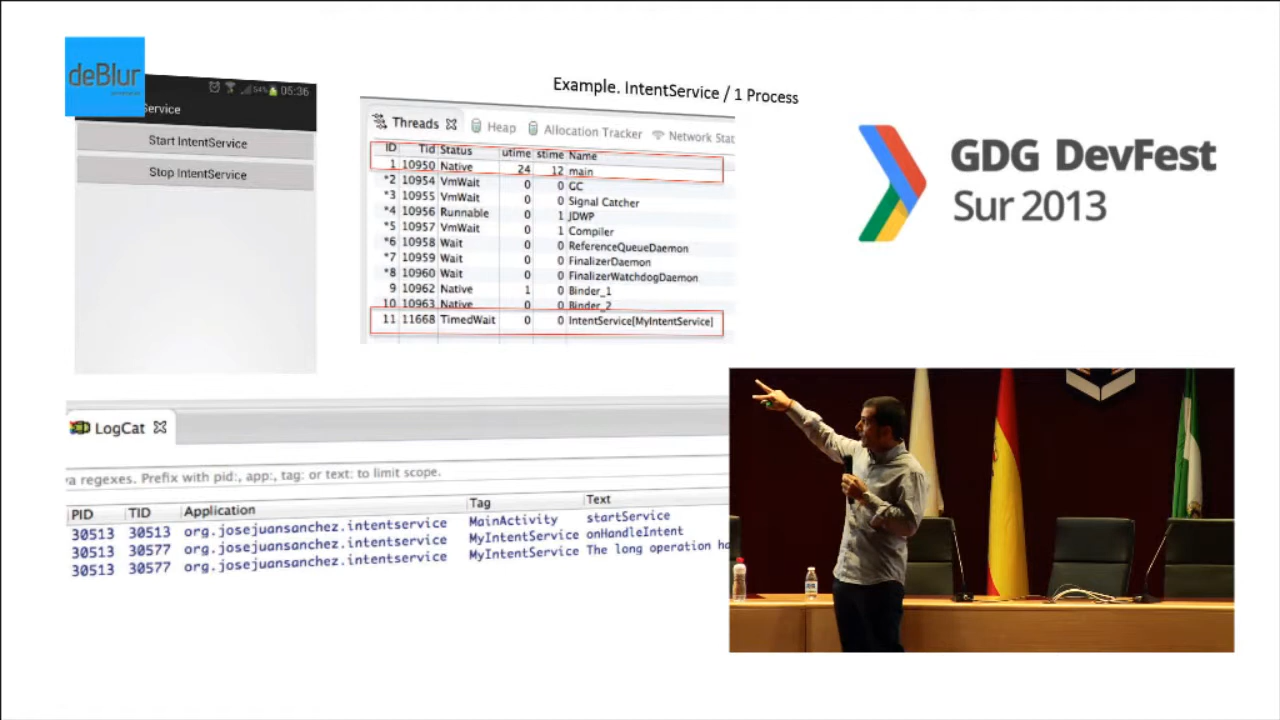 deBlur
54% 05:36
Service
Start IntentService
Stop IntentService
Example. IntentService / 1 Process
Threads Heap Allocation Tracker Network Stat
ID Tid Status utime stime Name
1 10950 Native 24 12 main
*2 10954 VmWait 0 0 GC
*3 10955 VmWait 0 0 Signal Catcher
*4 10956 Runnable 0 1 JDWP
*5 10957 VmWait 0 1 Compiler
*6 10958 Wait 0 0 ReferenceQueueDaemon
*7 10959 Wait 0 0 FinalizerDaemon
*8 10960 Wait 0 0 FinalizerWatchdogDaemon
9 10962 Native 1 0 Binder_1
10 10963 Native 0 0 Binder_2
11 11668 TimedWait 0 0 IntentService[MyIntentService]
GDG DevFest
Sur 2013
LogCat
va regexes. Prefix with pid:, app:, tag: or text: to limit scope.
PID TID Application Tag Text
30513 30513 org.josejuansanchez.intentservice MainActivity startService
30513 30577 org.josejuansanchez.intentservice MyIntentService onHandleIntent
30513 30577 org.josejuansanchez.intentservice MyIntentService The long operation ha